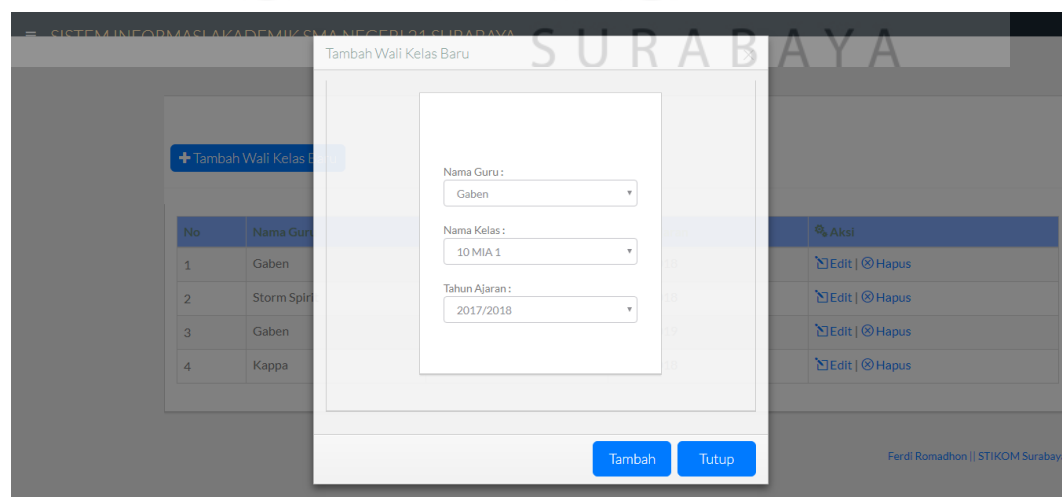 ≡ SISTEM INFORMASI AKADEMIK SMA NEGERI 21 SURABAYA
SURABAYA
Tambah Wali Kelas Baru
Tambah Wali Kelas
Nama Guru :
Gaben
Nama Kelas :
10 MIA 1
Tahun Ajaran :
2017/2018
No Nama Guru Aksi
1 Gaben Edit | Hapus
2 Storm Spirit Edit | Hapus
3 Gaben Edit | Hapus
4 Kappa Edit | Hapus
Tambah Tutup
Ferdi Romadhon || STIKOM Surabaya